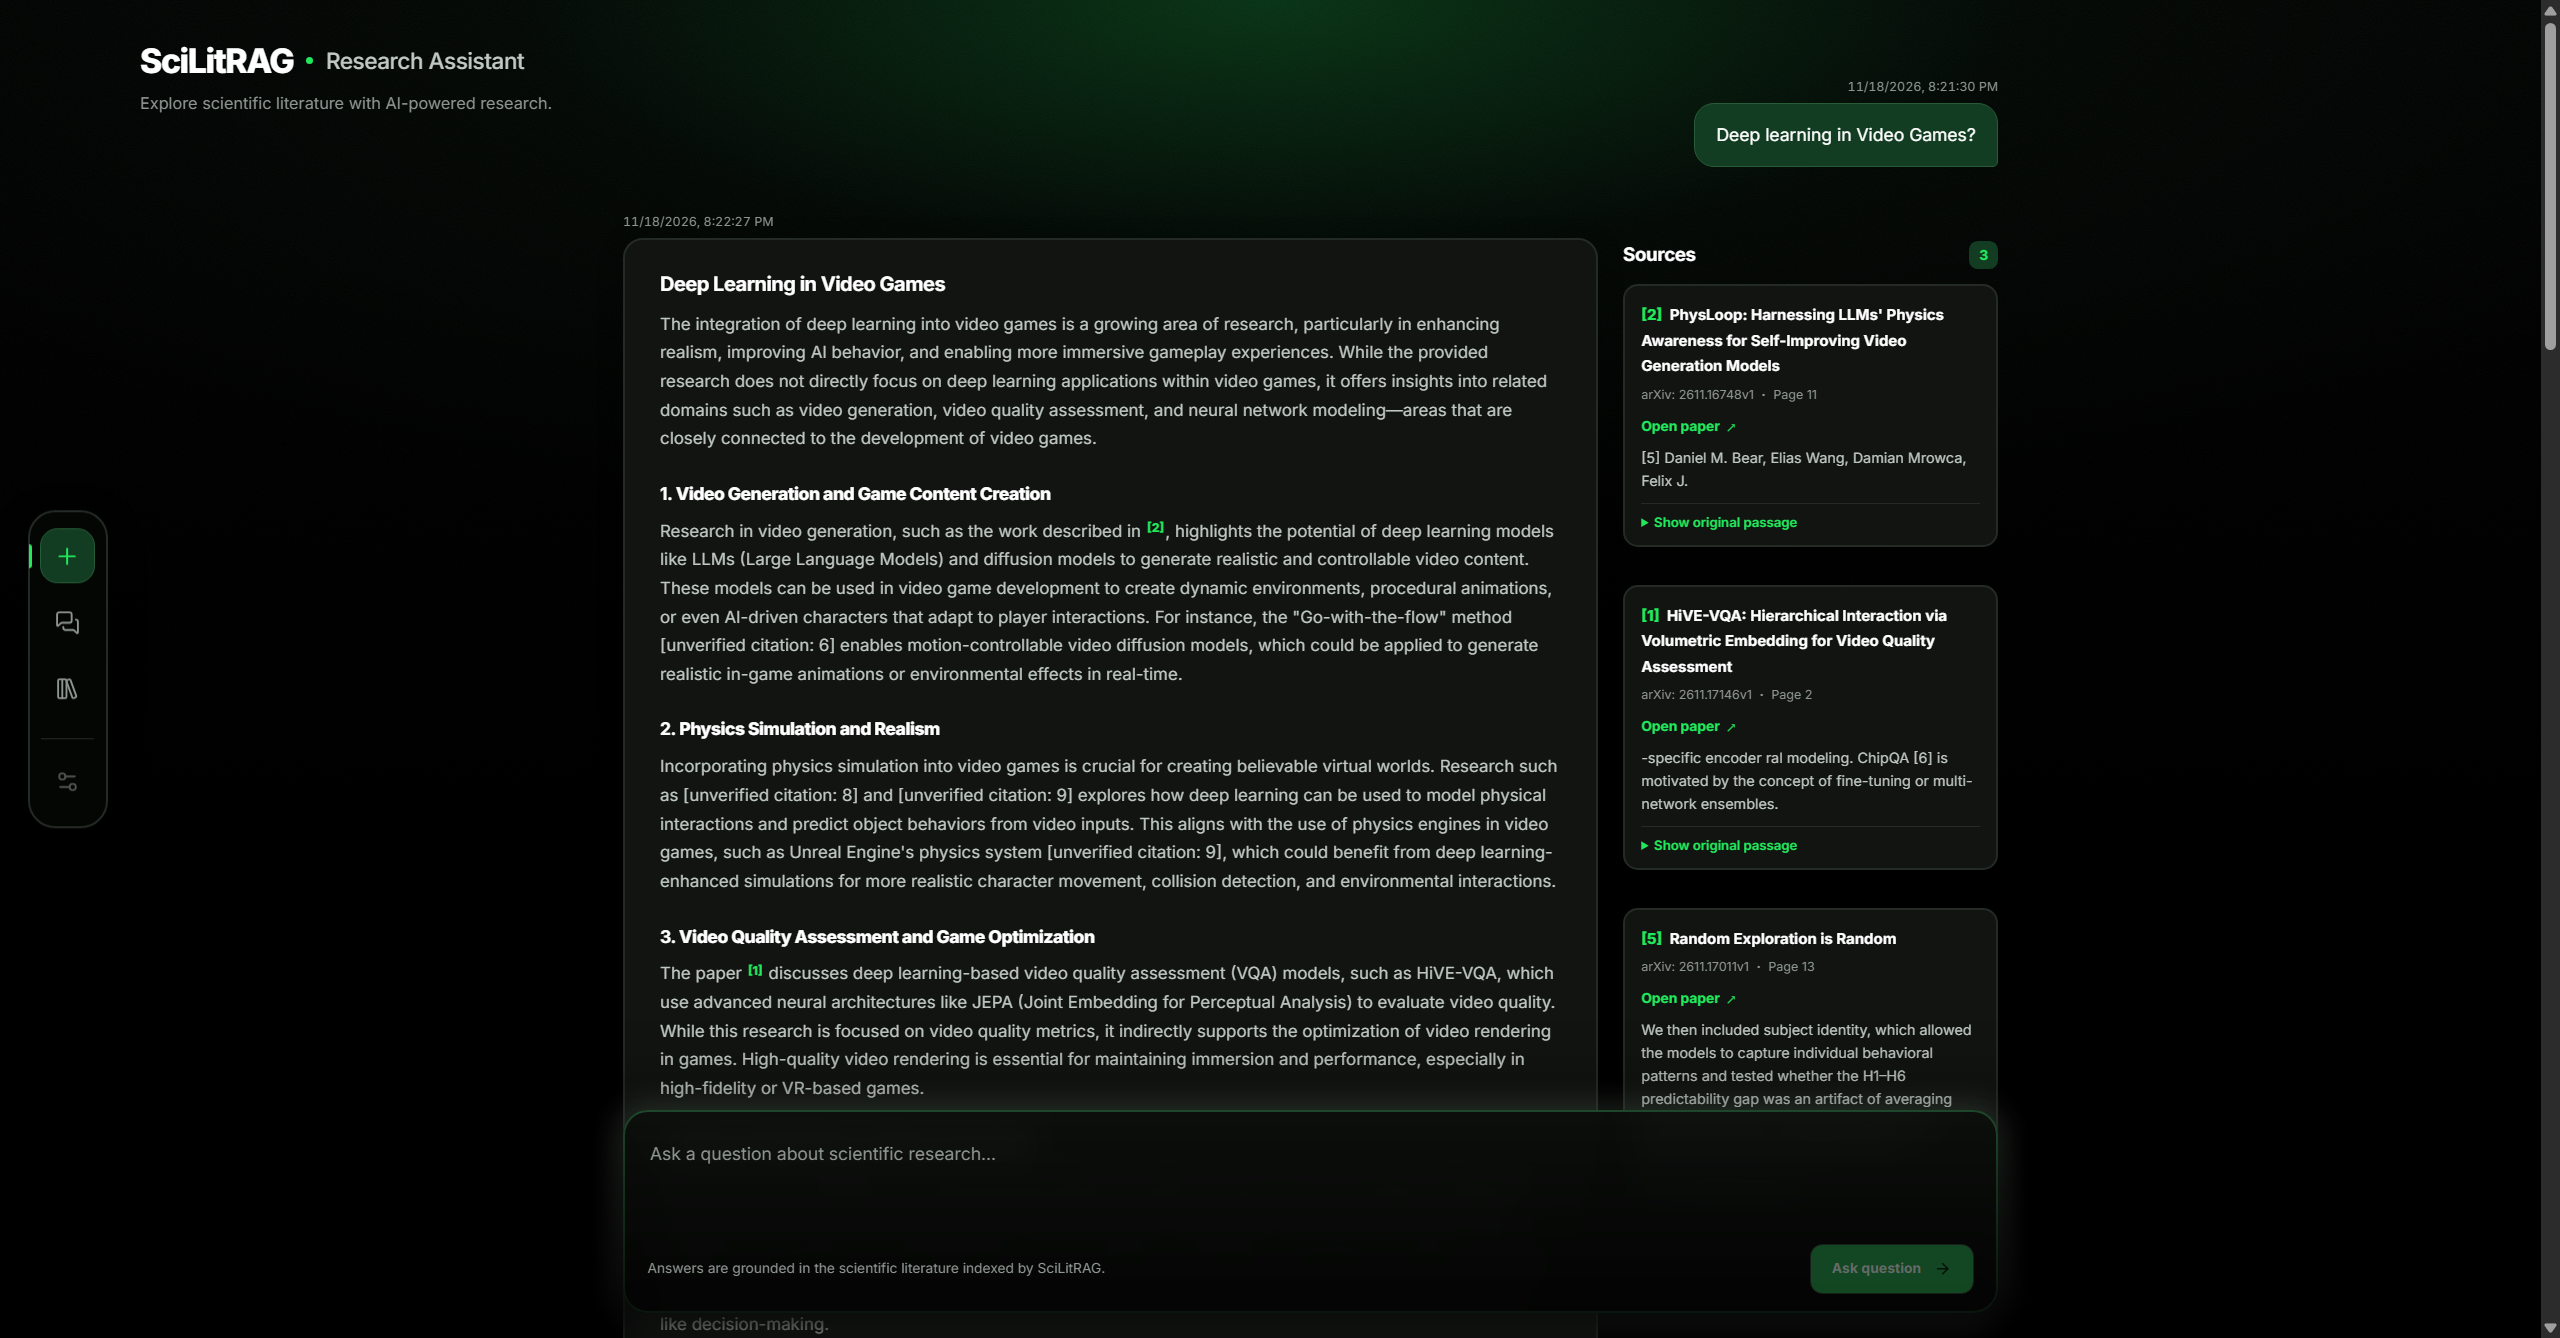 SciLitRAG • Research Assistant
Explore scientific literature with AI-powered research.
11/18/2026, 8:21:30 PM
Deep learning in Video Games?
11/18/2026, 8:22:27 PM
Deep Learning in Video Games
The integration of deep learning into video games is a growing area of research, particularly in enhancing
realism, improving AI behavior, and enabling more immersive gameplay experiences. While the provided
research does not directly focus on deep learning applications within video games, it offers insights into related
domains such as video generation, video quality assessment, and neural network modeling—areas that are
closely connected to the development of video games.
1. Video Generation and Game Content Creation
Research in video generation, such as the work described in [2], highlights the potential of deep learning models
like LLMs (Large Language Models) and diffusion models to generate realistic and controllable video content.
These models can be used in video game development to create dynamic environments, procedural animations,
or even AI-driven characters that adapt to player interactions. For instance, the "Go-with-the-flow" method
[unverified citation: 6] enables motion-controllable video diffusion models, which could be applied to generate
realistic in-game animations or environmental effects in real-time.
2. Physics Simulation and Realism
Incorporating physics simulation into video games is crucial for creating believable virtual worlds. Research such
as [unverified citation: 8] and [unverified citation: 9] explores how deep learning can be used to model physical
interactions and predict object behaviors from video inputs. This aligns with the use of physics engines in video
games, such as Unreal Engine's physics system [unverified citation: 9], which could benefit from deep learning-
enhanced simulations for more realistic character movement, collision detection, and environmental interactions.
3. Video Quality Assessment and Game Optimization
The paper [1] discusses deep learning-based video quality assessment (VQA) models, such as HiVE-VQA, which
use advanced neural architectures like JEPA (Joint Embedding for Perceptual Analysis) to evaluate video quality.
While this research is focused on video quality metrics, it indirectly supports the optimization of video rendering
in games. High-quality video rendering is essential for maintaining immersion and performance, especially in
high-fidelity or VR-based games.
like decision-making.
Sources
3
[2] PhysLoop: Harnessing LLMs' Physics
Awareness for Self-Improving Video
Generation Models
arXiv: 2611.16748v1 • Page 11
Open paper ↗
[5] Daniel M. Bear, Elias Wang, Damian Mrowca,
Felix J.
▶ Show original passage
[1] HiVE-VQA: Hierarchical Interaction via
Volumetric Embedding for Video Quality
Assessment
arXiv: 2611.17146v1 • Page 2
Open paper ↗
-specific encoder ral modeling. ChipQA [6] is
motivated by the concept of fine-tuning or multi-
network ensembles.
▶ Show original passage
[5] Random Exploration is Random
arXiv: 2611.17011v1 • Page 13
Open paper ↗
We then included subject identity, which allowed
the models to capture individual behavioral
patterns and tested whether the H1–H6
predictability gap was an artifact of averaging
Ask a question about scientific research...
Answers are grounded in the scientific literature indexed by SciLitRAG.
Ask question →